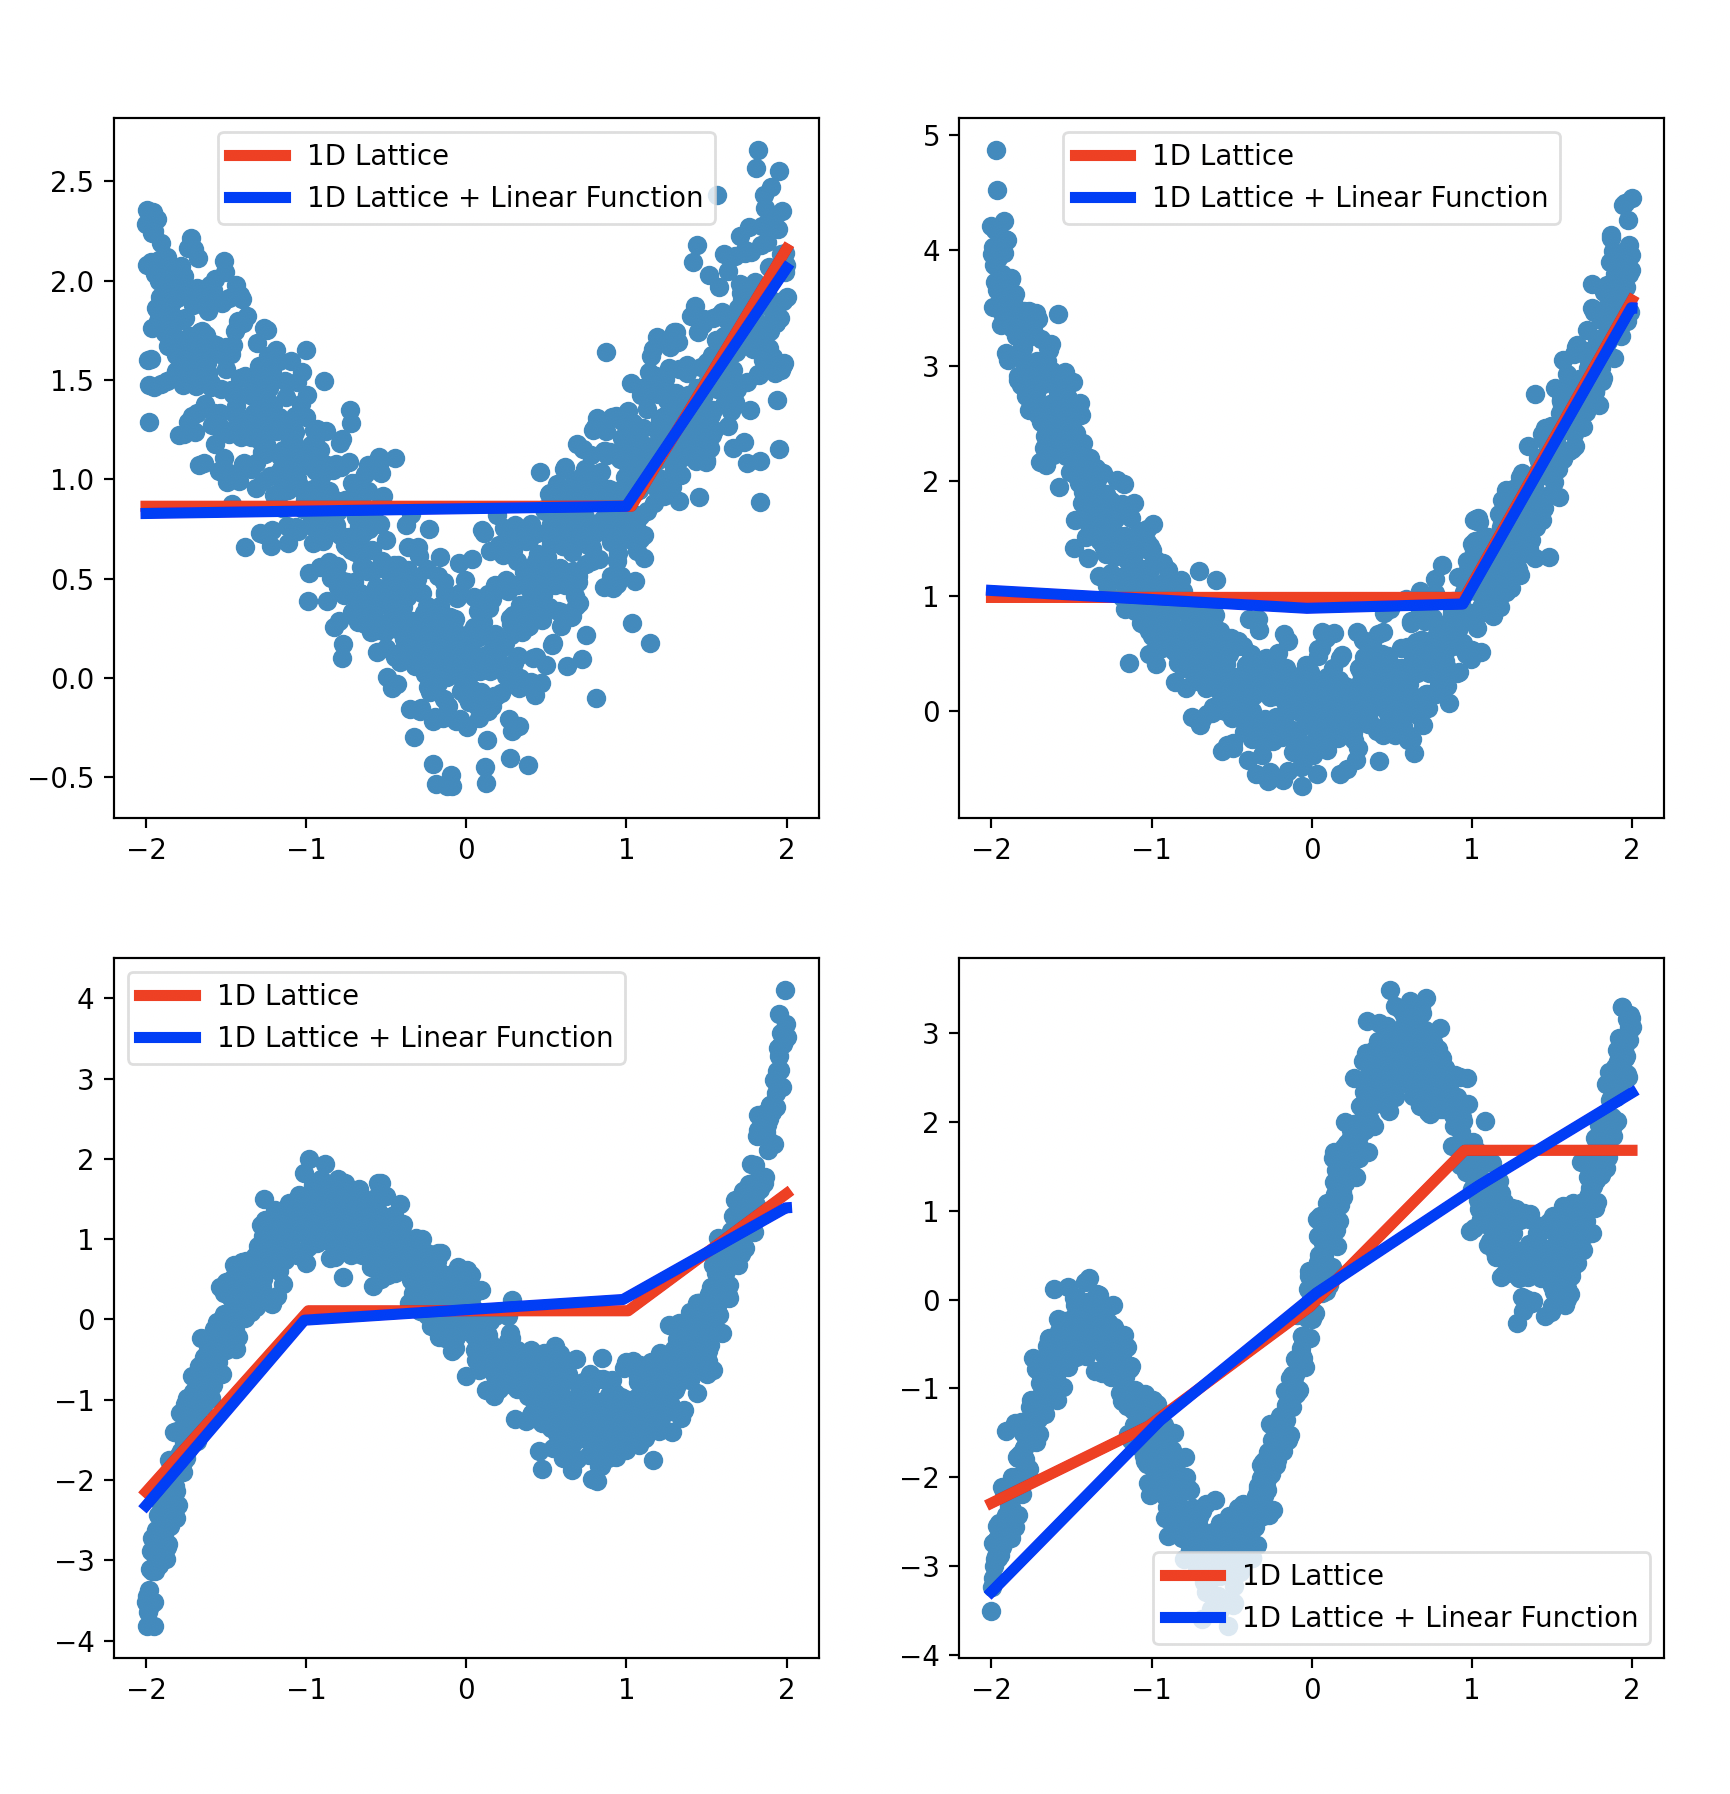 1D Lattice
1D Lattice + Linear Function
2.5
2.0
1.5
1.0
0.5
0.0
−0.5
−2 −1 0 1 2
1D Lattice
1D Lattice + Linear Function
5
4
3
2
1
0
−2 −1 0 1 2
1D Lattice
1D Lattice + Linear Function
4
3
2
1
0
−1
−2
−3
−4
−2 −1 0 1 2
3
2
1
0
−1
−2
−3
−4
1D Lattice
1D Lattice + Linear Function
−2 −1 0 1 2